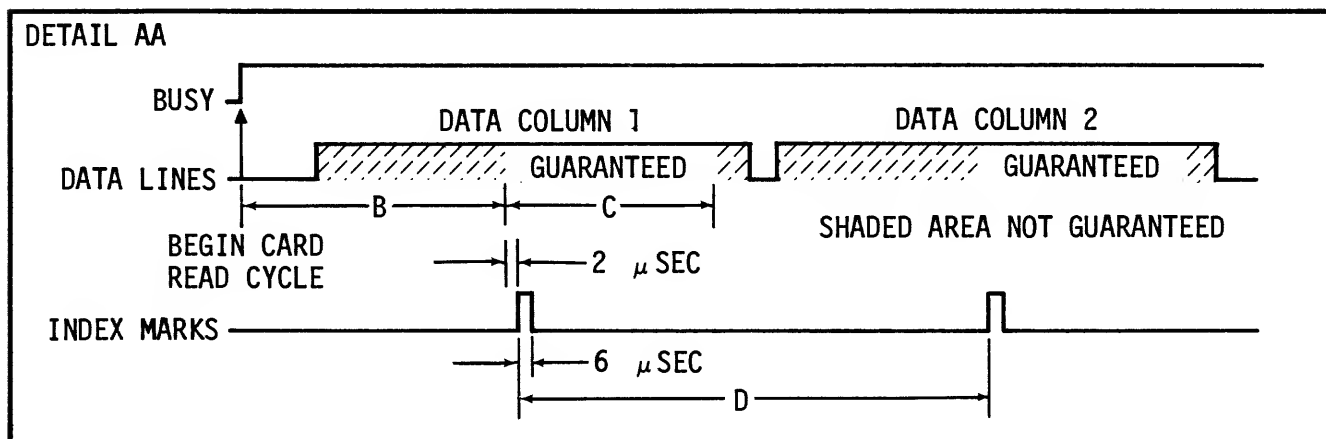 DETAIL AA
BUSY
DATA COLUMN 1
DATA COLUMN 2
DATA LINES
GUARANTEED
GUARANTEED
B
C
SHADED AREA NOT GUARANTEED
BEGIN CARD
READ CYCLE
2 μSEC
INDEX MARKS
6 μSEC
D